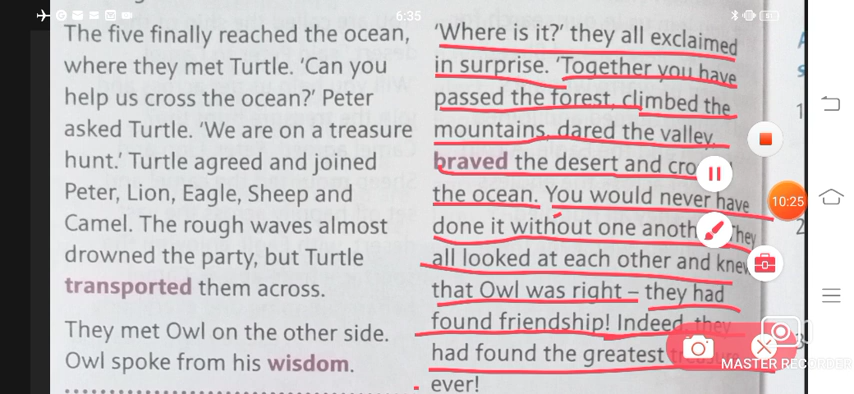 6:35
The five finally reached the ocean,
where they met Turtle. ‘Can you
help us cross the ocean?’ Peter
asked Turtle. ‘We are on a treasure
hunt.’ Turtle agreed and joined
Peter, Lion, Eagle, Sheep and
Camel. The rough waves almost
drowned the party, but Turtle
transported them across.
They met Owl on the other side.
Owl spoke from his wisdom.
‘Where is it?’ they all exclaimed
in surprise. ‘Together you have
passed the forest, climbed the
mountains, dared the valley,
braved the desert and
the ocean. You would never have
done it without one They
all looked at each other and
that Owl was right – they had
found friendship! Indeed, they
had found the greatest
ever!
10:25
MASTER RECORDER